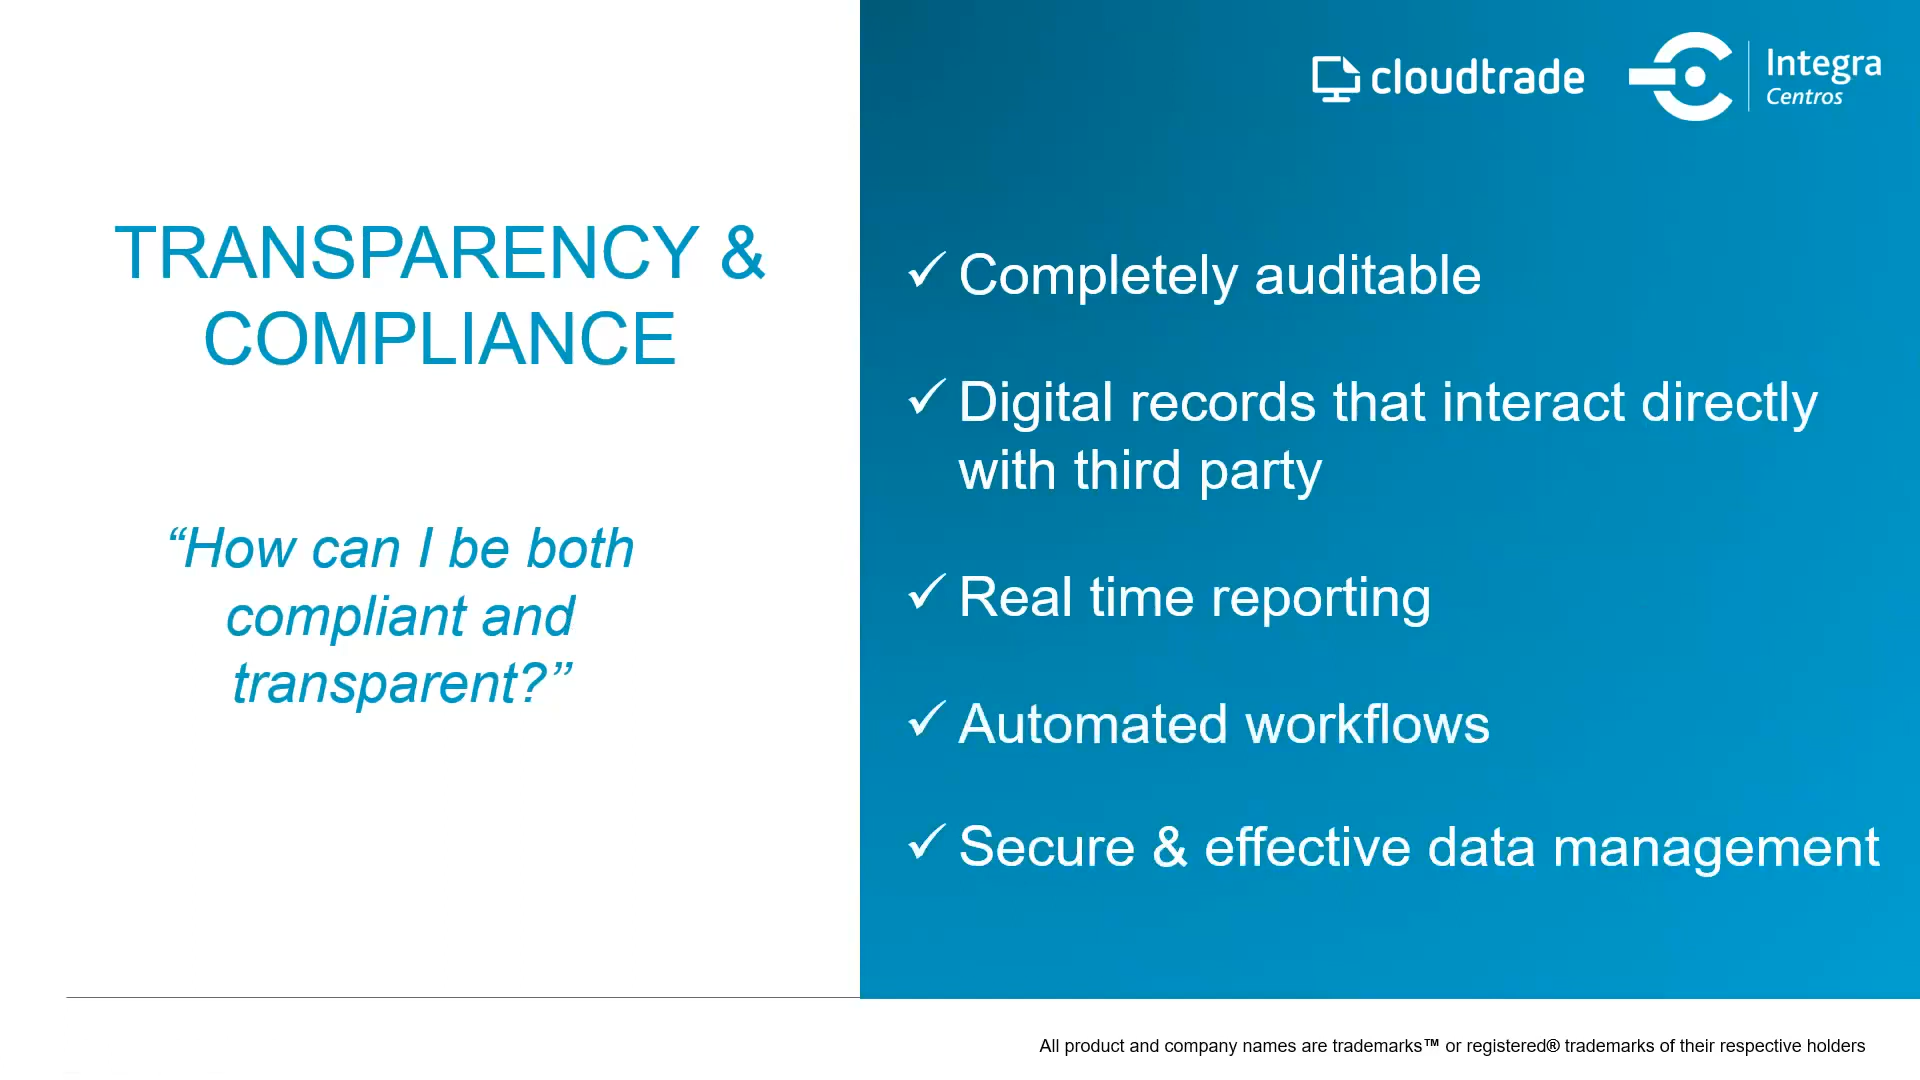 cloudtrade
Integra
Centros
TRANSPARENCY &
COMPLIANCE
“How can I be both
compliant and
transparent?”
✓ Completely auditable
✓ Digital records that interact directly
with third party
✓ Real time reporting
✓ Automated workflows
✓ Secure & effective data management
All product and company names are trademarks™ or registered® trademarks of their respective holders